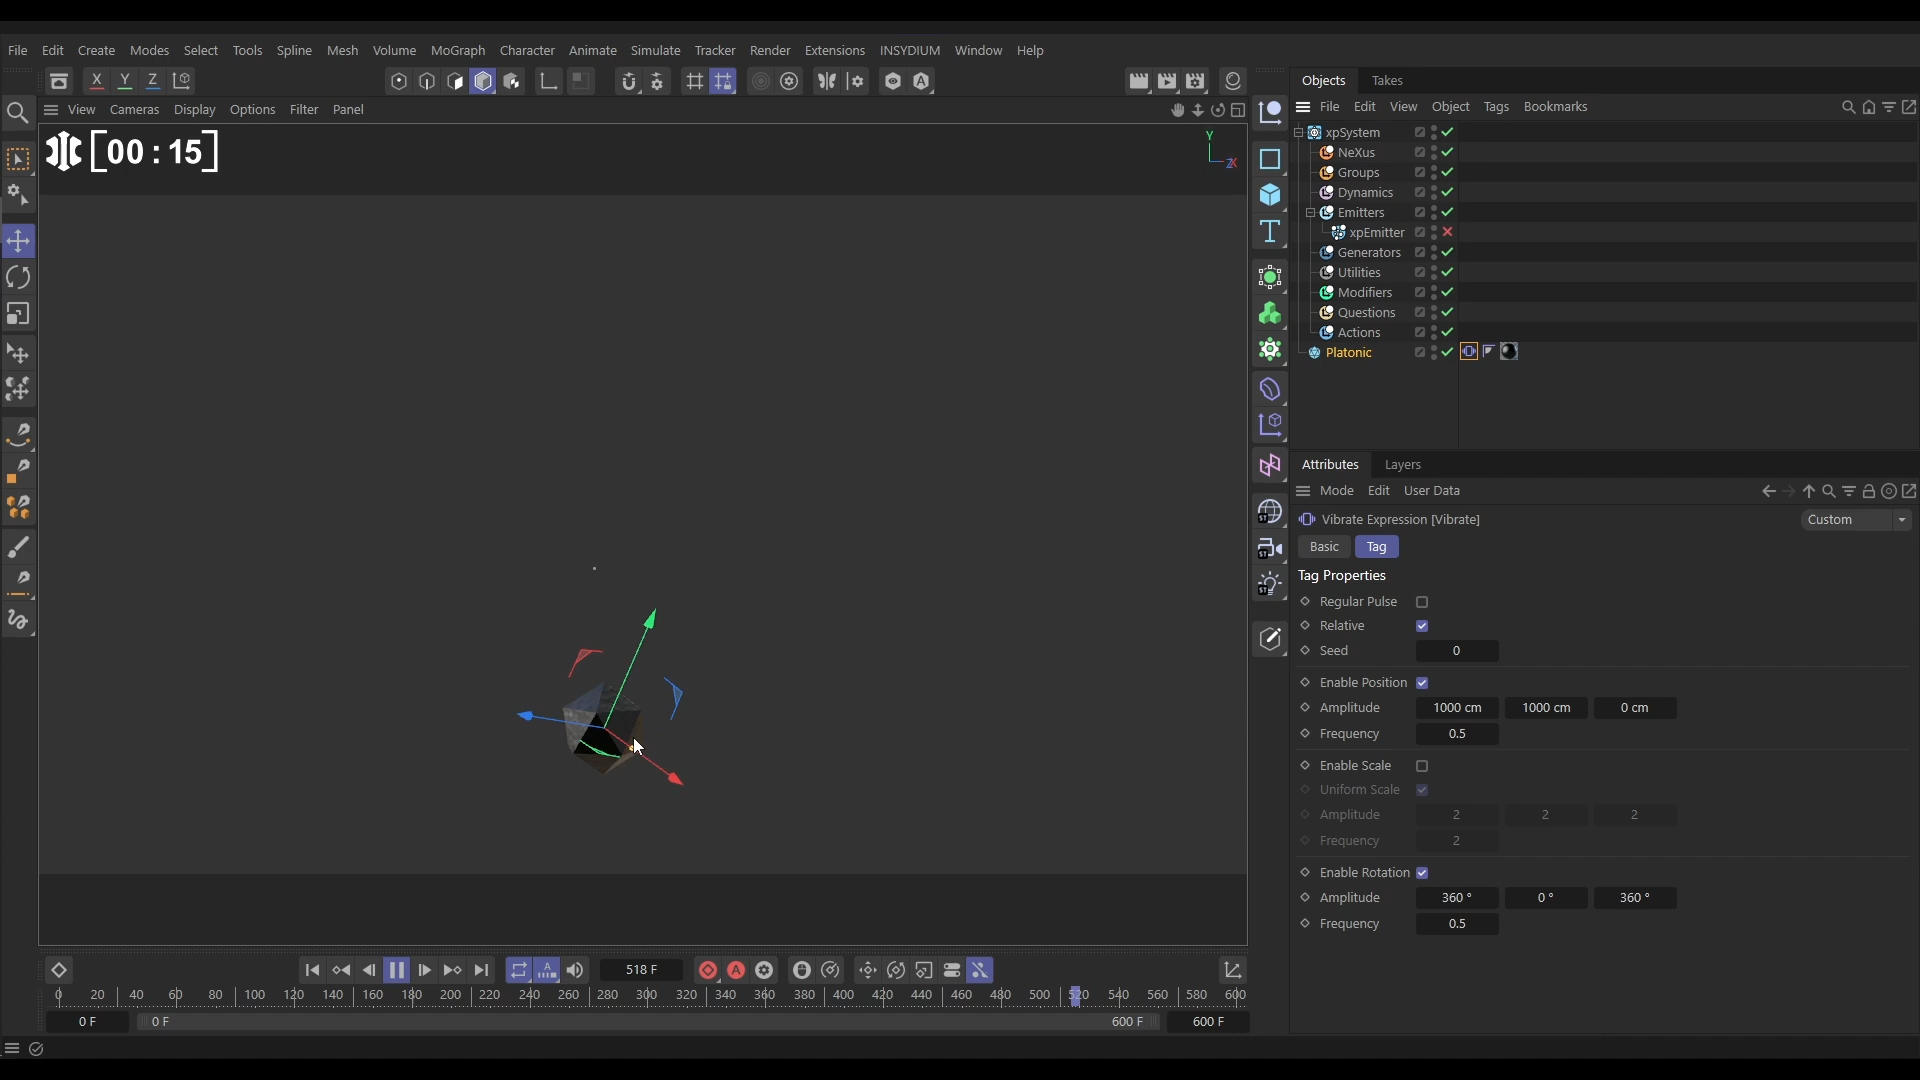 File Edit Create Modes Select Tools Spline Mesh Volume MoGraph Character Animate Simulate Tracker Render Extensions INSYDIUM Window Help
X Y Z
View Cameras Display Options Filter Panel
[00:15]
Y
Z X
Objects Takes
File Edit View Object Tags Bookmarks
xpSystem
NeXus
Groups
Dynamics
Emitters
xpEmitter
Generators
Utilities
Modifiers
Questions
Actions
Platonic
Attributes Layers
Mode Edit User Data
Vibrate Expression [Vibrate] Custom
Basic Tag
Tag Properties
Regular Pulse
Relative
Seed 0
Enable Position
Amplitude 1000 cm 1000 cm 0 cm
Frequency 0.5
Enable Scale
Uniform Scale
Amplitude 2 2 2
Frequency 2
Enable Rotation
Amplitude 360 ° 0 ° 360 °
Frequency 0.5
518 F
0 20 40 60 80 100 120 140 160 180 200 220 240 260 280 300 320 340 360 380 400 420 440 460 480 500 520 540 560 580 600
0 F 0 F 600 F 600 F